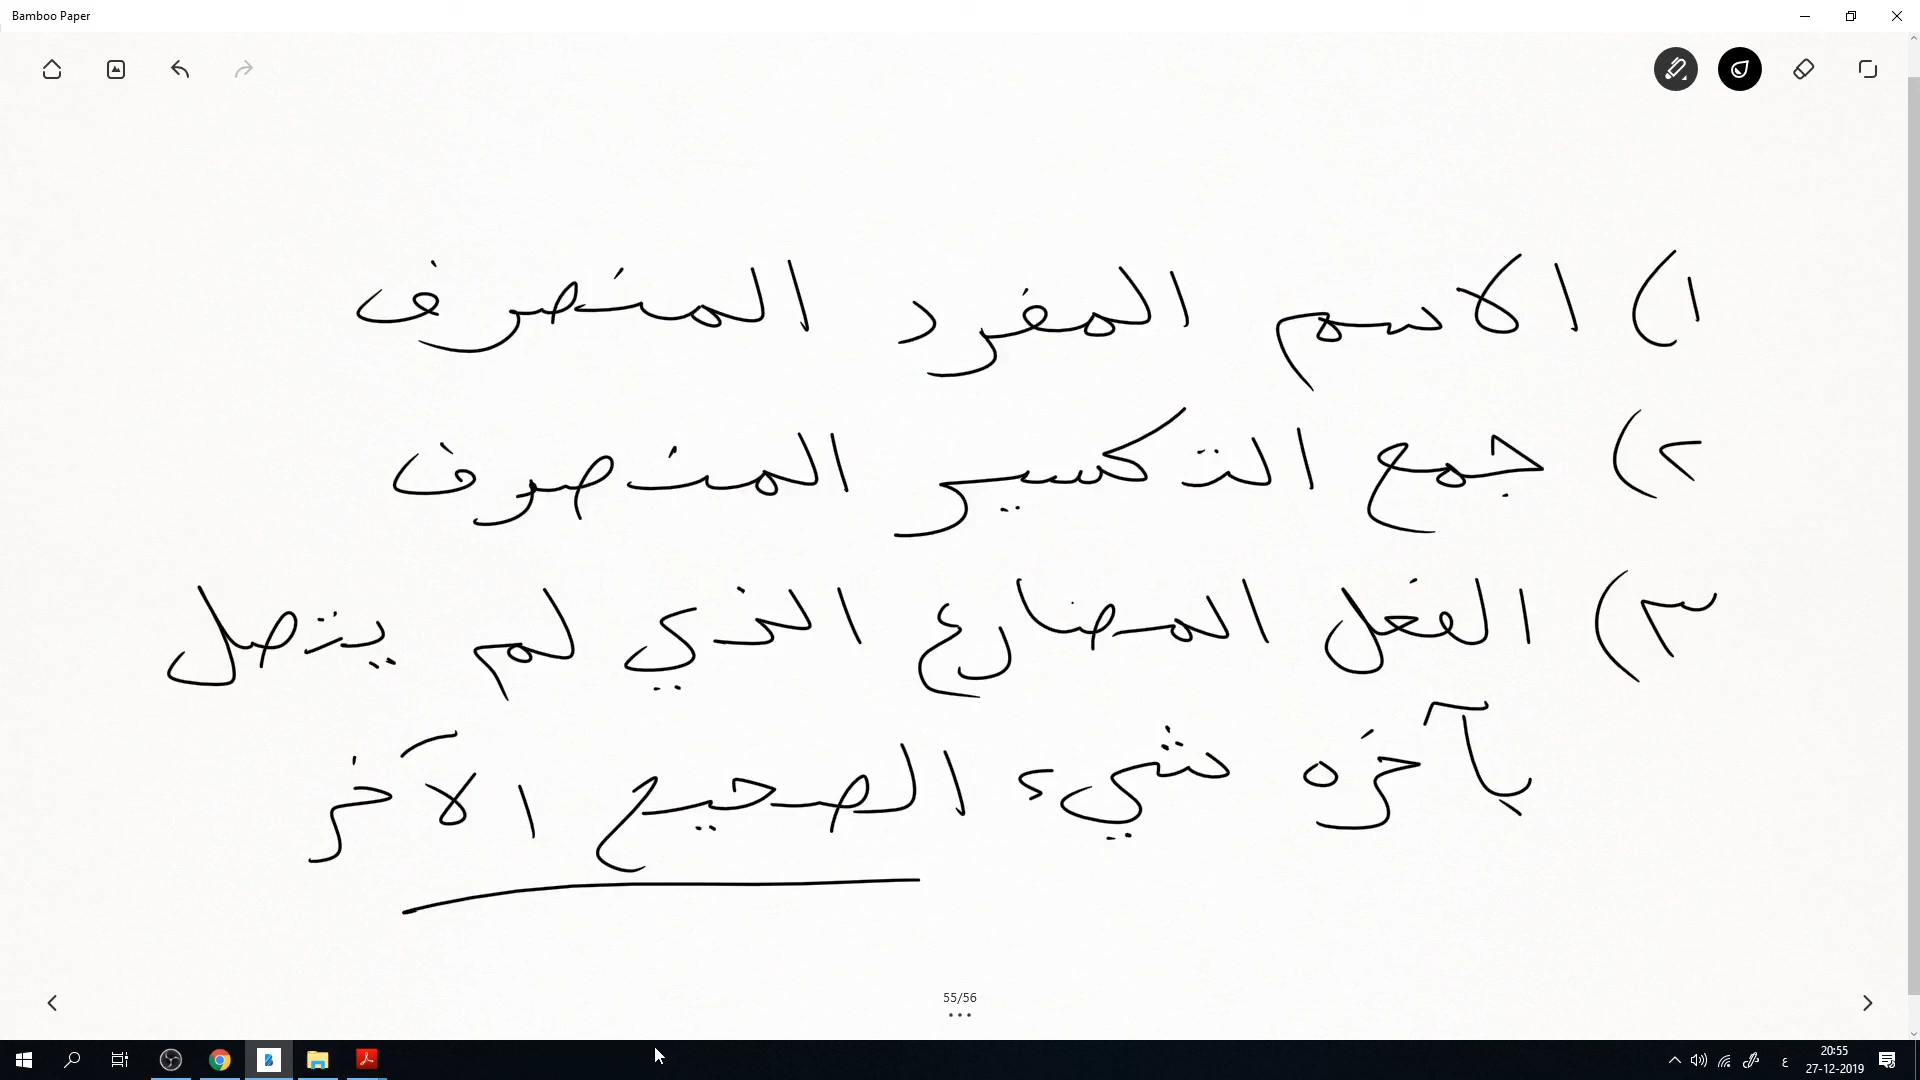 Bamboo Paper
١) الاسم المفرد المنصرف
٢) جمع التكسير المنصرف
٣) الفعل المضارع الذي لم يتصل
بآخره شيء الصحيح الآخر
55/56
ع
20:55
27-12-2019